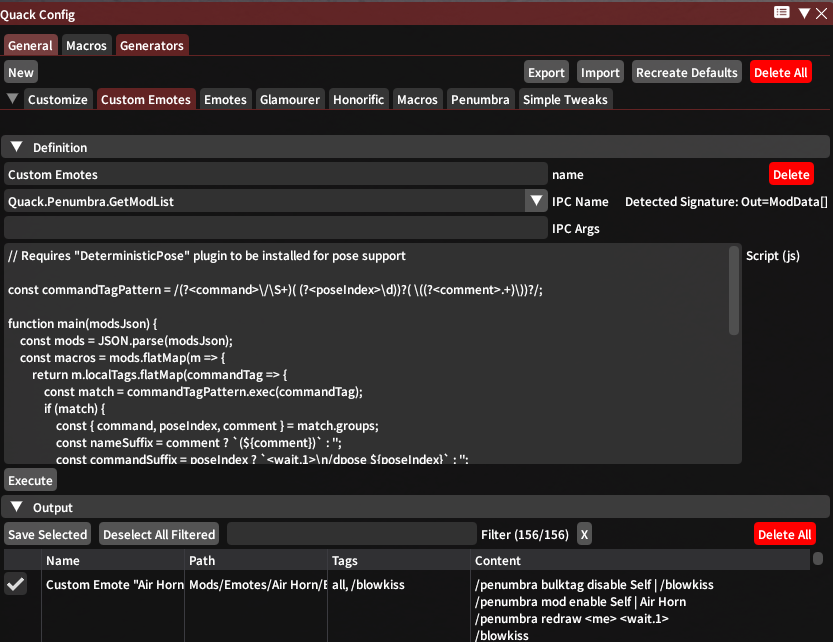 Quack Config
General Macros Generators
New Export Import Recreate Defaults Delete All
Customize Custom Emotes Emotes Glamourer Honorific Macros Penumbra Simple Tweaks
Definition
Custom Emotes name Delete
Quack.Penumbra.GetModList IPC Name Detected Signature: Out=ModData[]
IPC Args
// Requires "DeterministicPose" plugin to be installed for pose support Script (js)
const commandTagPattern = /(?<command>\/\S+)( (?<poseIndex>\d))?( \((?<comment>.+)\))?/;
function main(modsJson) {
const mods = JSON.parse(modsJson);
const macros = mods.flatMap(m => {
return m.localTags.flatMap(commandTag => {
const match = commandTagPattern.exec(commandTag);
if (match) {
const { command, poseIndex, comment } = match.groups;
const nameSuffix = comment ? `(${comment})` : '';
const commandSuffix = poseIndex ? `<wait.1>\n/dpose ${poseIndex}` : '';
Execute
Output
Save Selected Deselect All Filtered Filter (156/156) X Delete All
Name Path Tags Content
Custom Emote "Air Horn Mods/Emotes/Air Horn/E all, /blowkiss /penumbra bulktag disable Self | /blowkiss
/penumbra mod enable Self | Air Horn
/penumbra redraw <me> <wait.1>
/blowkiss